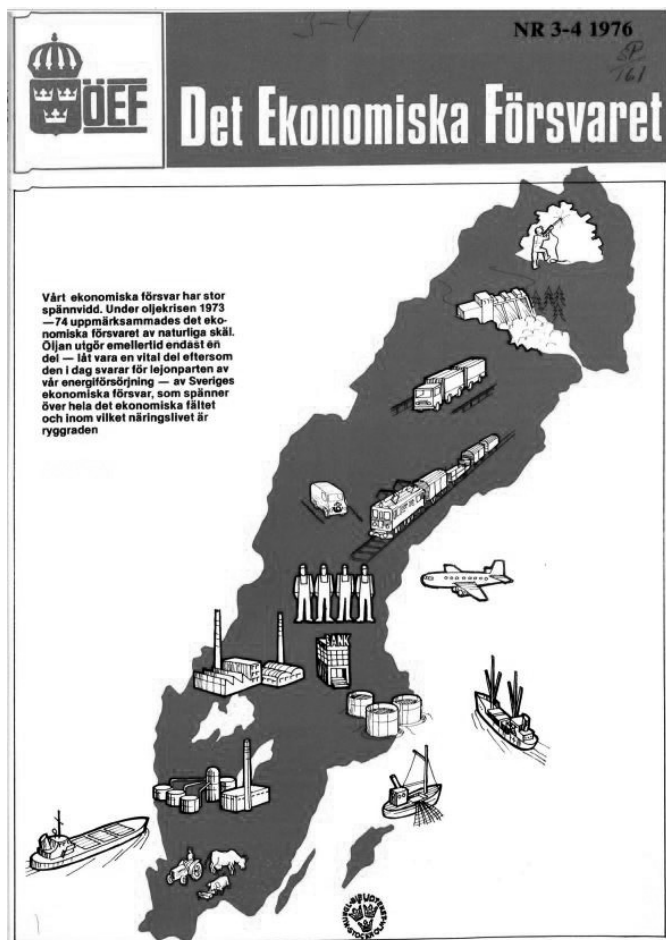 3-4
NR 3-4 1976
ÖEF
Det Ekonomiska Försvaret
Vårt ekonomiska försvar har stor
spännvidd. Under oljekrisen 1973
—74 uppmärksammades det eko-
nomiska försvaret av naturliga skäl.
Oljan utgör emellertid endast en
del — låt vara en vital del eftersom
den i dag svarar för lejonparten av
vår energiförsörjning — av Sveriges
ekonomiska försvar, som spänner
över hela det ekonomiska fältet
och inom vilket näringslivet är
ryggraden
BANK